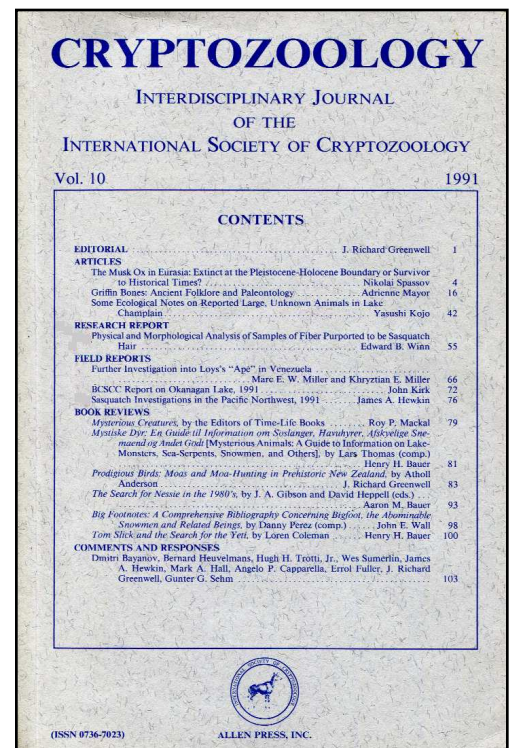 CRYPTOZOOLOGY
INTERDISCIPLINARY JOURNAL
OF THE
INTERNATIONAL SOCIETY OF CRYPTOZOOLOGY
Vol. 10 1991
CONTENTS
EDITORIAL ........ J. Richard Greenwell 1
ARTICLES
The Musk Ox in Eurasia: Extinct at the Pleistocene-Holocene Boundary or Survivor
to Historical Times? ........ Nikolai Spassov 4
Griffin Bones: Ancient Folklore and Paleontology ........ Adrienne Mayor 16
Some Ecological Notes on Reported Large, Unknown Animals in Lake
Champlain ........ Yasushi Kojo 42
RESEARCH REPORT
Physical and Morphological Analysis of Samples of Fiber Purported to be Sasquatch
Hair ........ Edward B. Winn 55
FIELD REPORTS
Further Investigation into Loys's "Ape" in Venezuela ........
........ Marc E. W. Miller and Khryztian E. Miller 66
BCSCC Report on Okanagan Lake, 1991 ........ John Kirk 72
Sasquatch Investigations in the Pacific Northwest, 1991 ........ James A. Hewkin 76
BOOK REVIEWS
Mysterious Creatures, by the Editors of Time-Life Books ........ Roy P. Mackal 79
Mystiske Dyr: En Guide til Information om Soslanger, Havuhyrer, Afskyelige Sne-
maend og Andet Godt [Mysterious Animals: A Guide to Information on Lake-
Monsters, Sea-Serpents, Snowmen, and Others], by Lars Thomas (comp.)
........ Henry H. Bauer 81
Prodigious Birds: Moas and Moa-Hunting in Prehistoric New Zealand, by Atholl
Anderson ........ J. Richard Greenwell 83
The Search for Nessie in the 1980's, by J. A. Gibson and David Heppell (eds.) ........
........ Aaron M. Bauer 93
Big Footnotes: A Comprehensive Bibliography Concerning Bigfoot, the Abominable
Snowmen and Related Beings, by Danny Perez (comp.) ........ John E. Wall 98
Tom Slick and the Search for the Yeti, by Loren Coleman ........ Henry H. Bauer 100
COMMENTS AND RESPONSES
Dmitri Bayanov, Bernard Heuvelmans, Hugh H. Trotti, Jr., Wes Sumerlin, James
A. Hewkin, Mark A. Hall, Angelo P. Capparella, Errol Fuller, J. Richard
Greenwell, Gunter G. Sehm ........ 103
INTERNATIONAL SOCIETY OF CRYPTOZOOLOGY
(ISSN 0736-7023) ALLEN PRESS, INC.